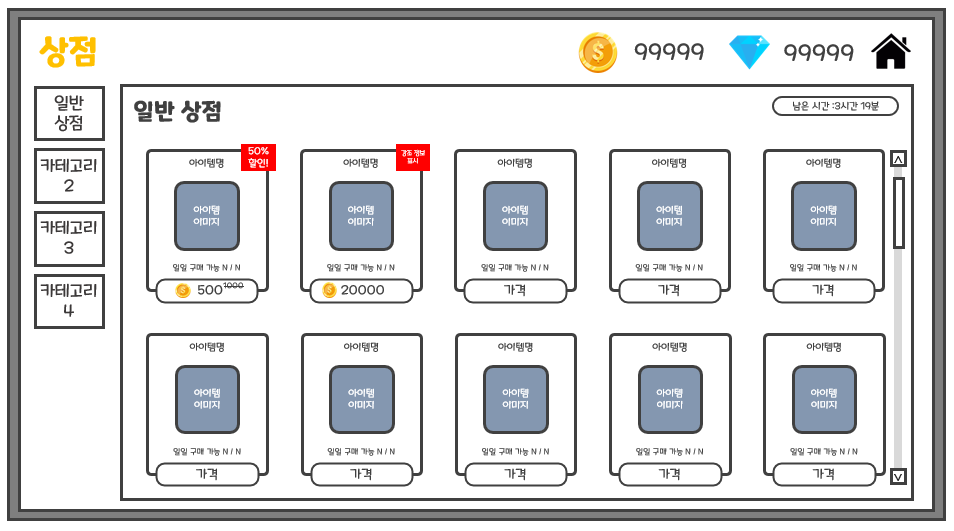 상점
99999
99999
일반
상점
카테고리
2
카테고리
3
카테고리
4
일반 상점
남은 시간 :3시간 19분
50%
할인!
아이템명
아이템
이미지
일일 구매 가능 N / N
500 1000
강조 정보
표시
아이템명
아이템
이미지
일일 구매 가능 N / N
20000
아이템명
아이템
이미지
일일 구매 가능 N / N
가격
아이템명
아이템
이미지
일일 구매 가능 N / N
가격
아이템명
아이템
이미지
일일 구매 가능 N / N
가격
아이템명
아이템
이미지
일일 구매 가능 N / N
가격
아이템명
아이템
이미지
일일 구매 가능 N / N
가격
아이템명
아이템
이미지
일일 구매 가능 N / N
가격
아이템명
아이템
이미지
일일 구매 가능 N / N
가격
아이템명
아이템
이미지
일일 구매 가능 N / N
가격